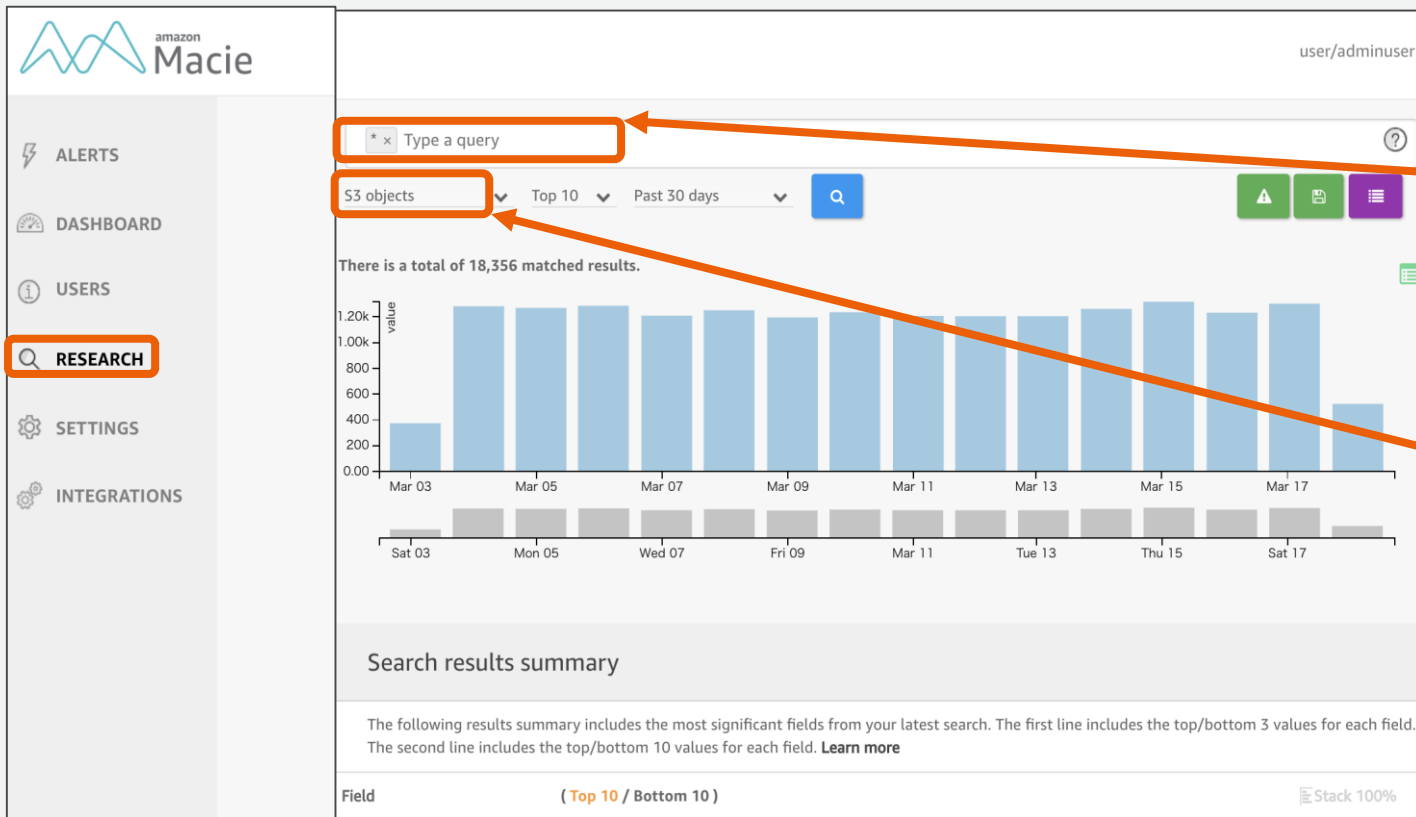 amazon
Macie
user/adminuser
ALERTS
DASHBOARD
USERS
RESEARCH
SETTINGS
INTEGRATIONS
* × Type a query
?
S3 objects Top 10 Past 30 days
There is a total of 18,356 matched results.
value
1.20k
1.00k
800
600
400
200
0.00
Mar 03 Mar 05 Mar 07 Mar 09 Mar 11 Mar 13 Mar 15 Mar 17
Sat 03 Mon 05 Wed 07 Fri 09 Mar 11 Tue 13 Thu 15 Sat 17
Search results summary
The following results summary includes the most significant fields from your latest search. The first line includes the top/bottom 3 values for each field.
The second line includes the top/bottom 10 values for each field. Learn more
Field ( Top 10 / Bottom 10 ) Stack 100%